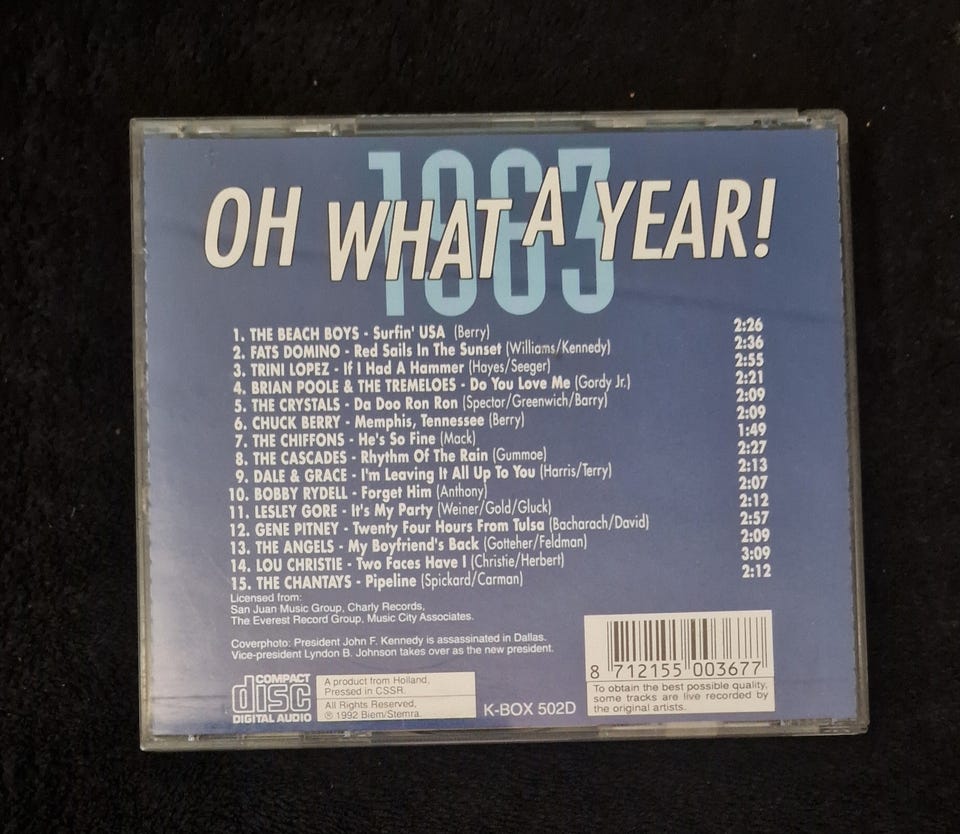 1963
OH WHAT A YEAR!
1. THE BEACH BOYS - Surfin' USA (Berry) 2:26
2. FATS DOMINO - Red Sails In The Sunset (Williams/Kennedy) 2:36
3. TRINI LOPEZ - If I Had A Hammer (Hayes/Seeger) 2:55
4. BRIAN POOLE & THE TREMELOES - Do You Love Me (Gordy Jr.) 2:21
5. THE CRYSTALS - Da Doo Ron Ron (Spector/Greenwich/Barry) 2:09
6. CHUCK BERRY - Memphis, Tennessee (Berry) 2:09
7. THE CHIFFONS - He's So Fine (Mack) 1:49
8. THE CASCADES - Rhythm Of The Rain (Gummoe) 2:27
9. DALE & GRACE - I'm Leaving It All Up To You (Harris/Terry) 2:13
10. BOBBY RYDELL - Forget Him (Anthony) 2:07
11. LESLEY GORE - It's My Party (Weiner/Gold/Gluck) 2:12
12. GENE PITNEY - Twenty Four Hours From Tulsa (Bacharach/David) 2:57
13. THE ANGELS - My Boyfriend's Back (Gotteher/Feldman) 2:09
14. LOU CHRISTIE - Two Faces Have I (Christie/Herbert) 3:09
15. THE CHANTAYS - Pipeline (Spickard/Carman) 2:12
Licensed from:
San Juan Music Group, Charly Records,
The Everest Record Group, Music City Associates.
Coverphoto: President John F. Kennedy is assassinated in Dallas.
Vice-president Lyndon B. Johnson takes over as the new president.
COMPACT
disc
DIGITAL AUDIO
A product from Holland,
Pressed in CSSR.
All Rights Reserved,
℗ 1992 Biem/Stemra.
K-BOX 502D
8 712155 003677
To obtain the best possible quality,
some tracks are live recorded by
the original artists.